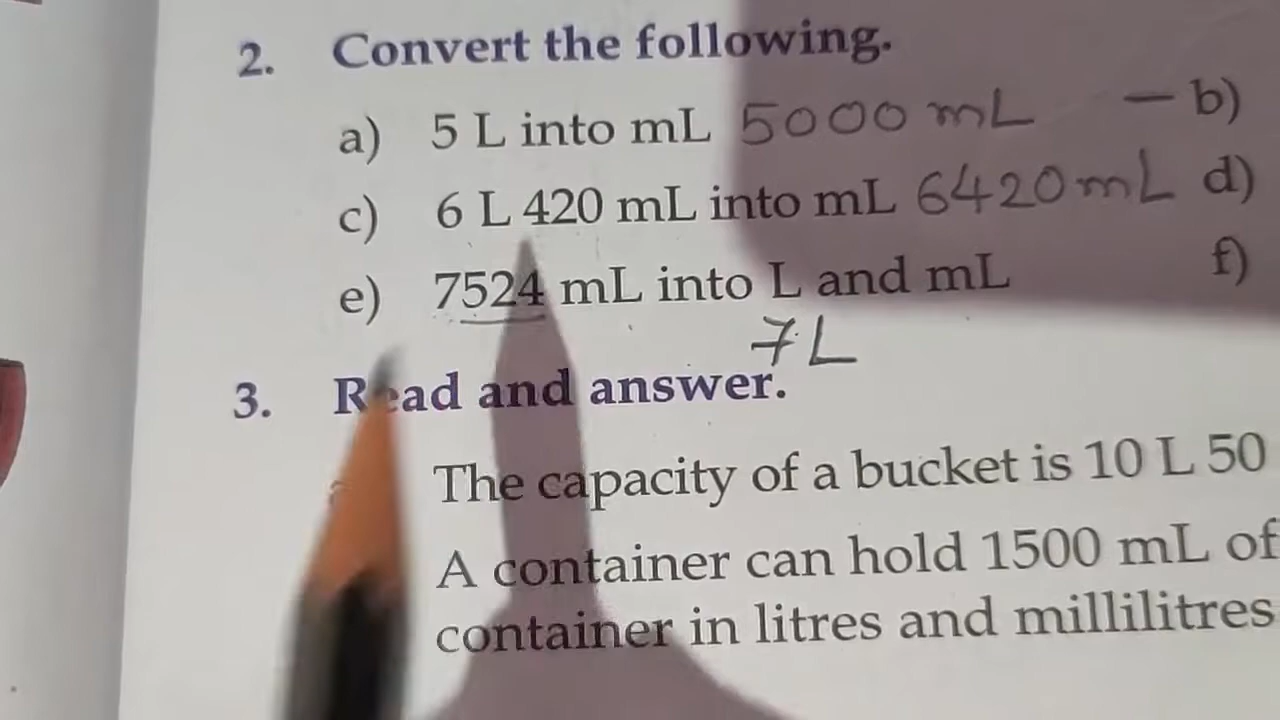 2. Convert the following.
a) 5 L into mL 5000 mL — b)
c) 6 L 420 mL into mL 6420 mL d)
e) 7524 mL into L and mL f)
7L
3. Read and answer.
The capacity of a bucket is 10 L 50
A container can hold 1500 mL of
container in litres and millilitres